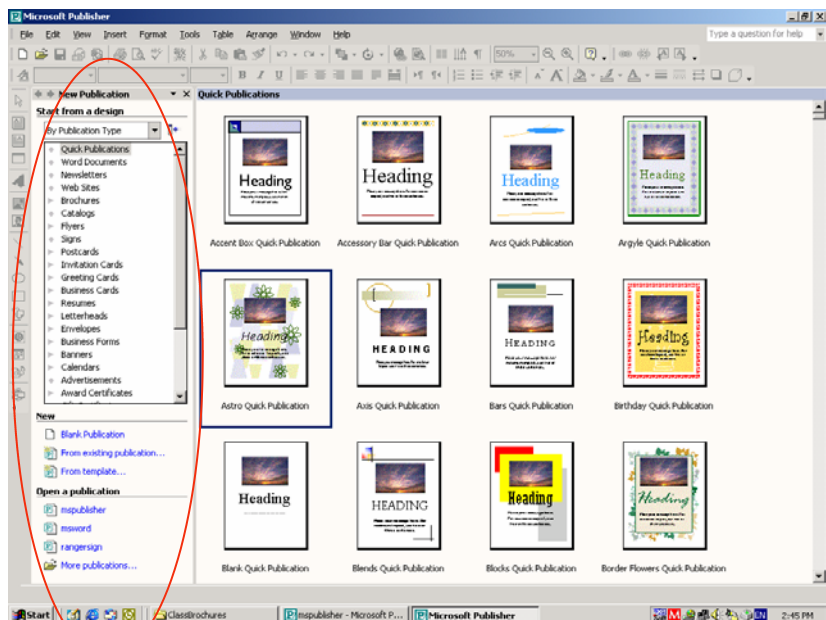 Microsoft Publisher
File Edit View Insert Format Tools Table Arrange Window Help
Type a question for help
50%
New Publication
Start from a design
By Publication Type
Quick Publications
Word Documents
Newsletters
Web Sites
Brochures
Catalogs
Flyers
Signs
Postcards
Invitation Cards
Greeting Cards
Business Cards
Resumes
Letterheads
Envelopes
Business Forms
Banners
Calendars
Advertisements
Award Certificates
New
Blank Publication
From existing publication...
From template...
Open a publication
mspublisher
msword
rangersign
More publications...
Quick Publications
Heading
Heading
Heading
Heading
Accent Box Quick Publication
Accessory Bar Quick Publication
Arcs Quick Publication
Argyle Quick Publication
Heading
HEADING
HEADING
Heading
Astro Quick Publication
Axis Quick Publication
Bars Quick Publication
Birthday Quick Publication
Heading
HEADING
Heading
Heading
Blank Quick Publication
Blends Quick Publication
Blocks Quick Publication
Border Flowers Quick Publication
Start
ClassBrochures
mspublisher - Microsoft P...
Microsoft Publisher
EN
2:45 PM